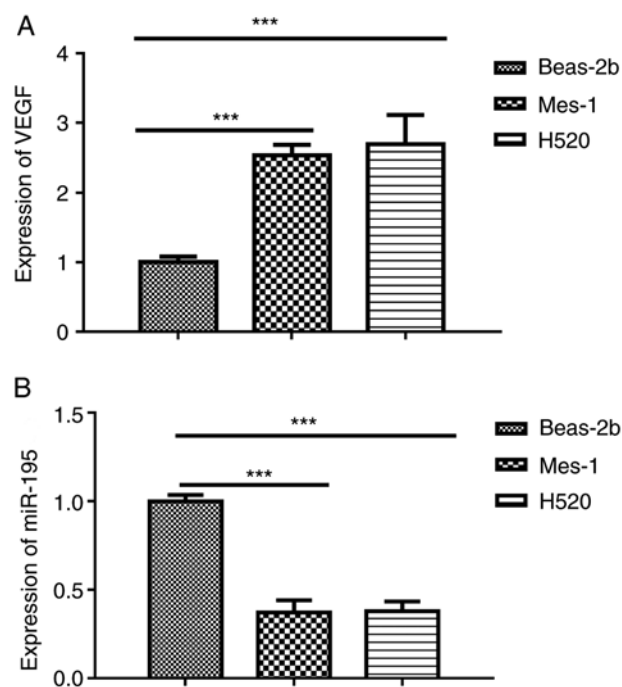 A
***
4
Beas-2b
Mes-1
***
3
H520
Expression of VEGF
2
1
0
B
1.5
***
Beas-2b
Mes-1
***
1.0
H520
Expression of miR-195
0.5
0.0